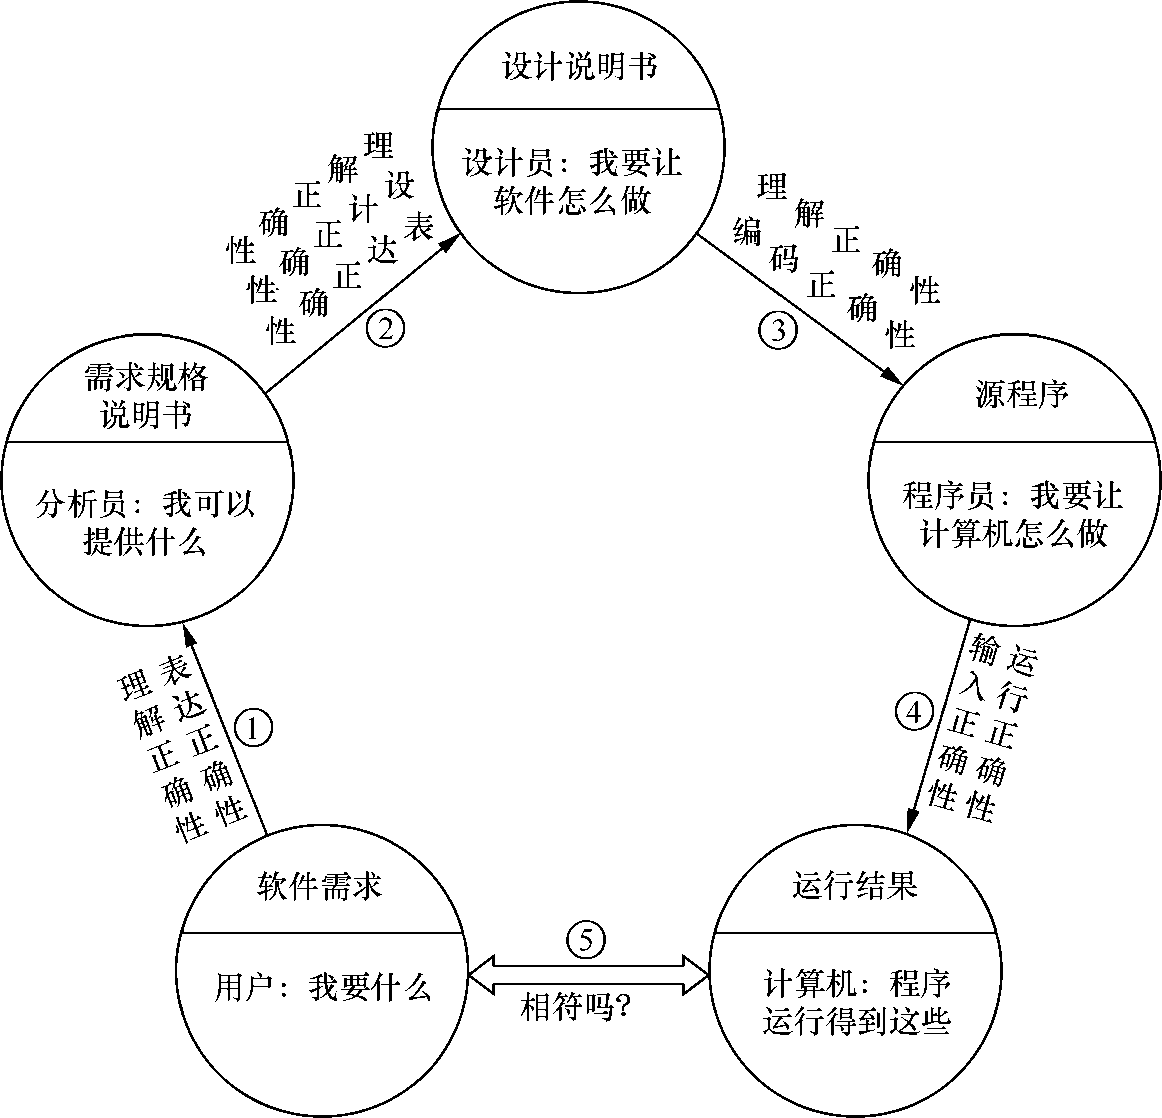 设计说明书
设计员：我要让
软件怎么做
理解正确性
设计正确性
表达正确性
②
理解正确性
编码正确性
③
需求规格
说明书
分析员：我可以
提供什么
源程序
程序员：我要让
计算机怎么做
理解正确性
表达正确性
①
输入正确性
运行正确性
④
软件需求
用户：我要什么
⑤
相符吗？
运行结果
计算机：程序
运行得到这些